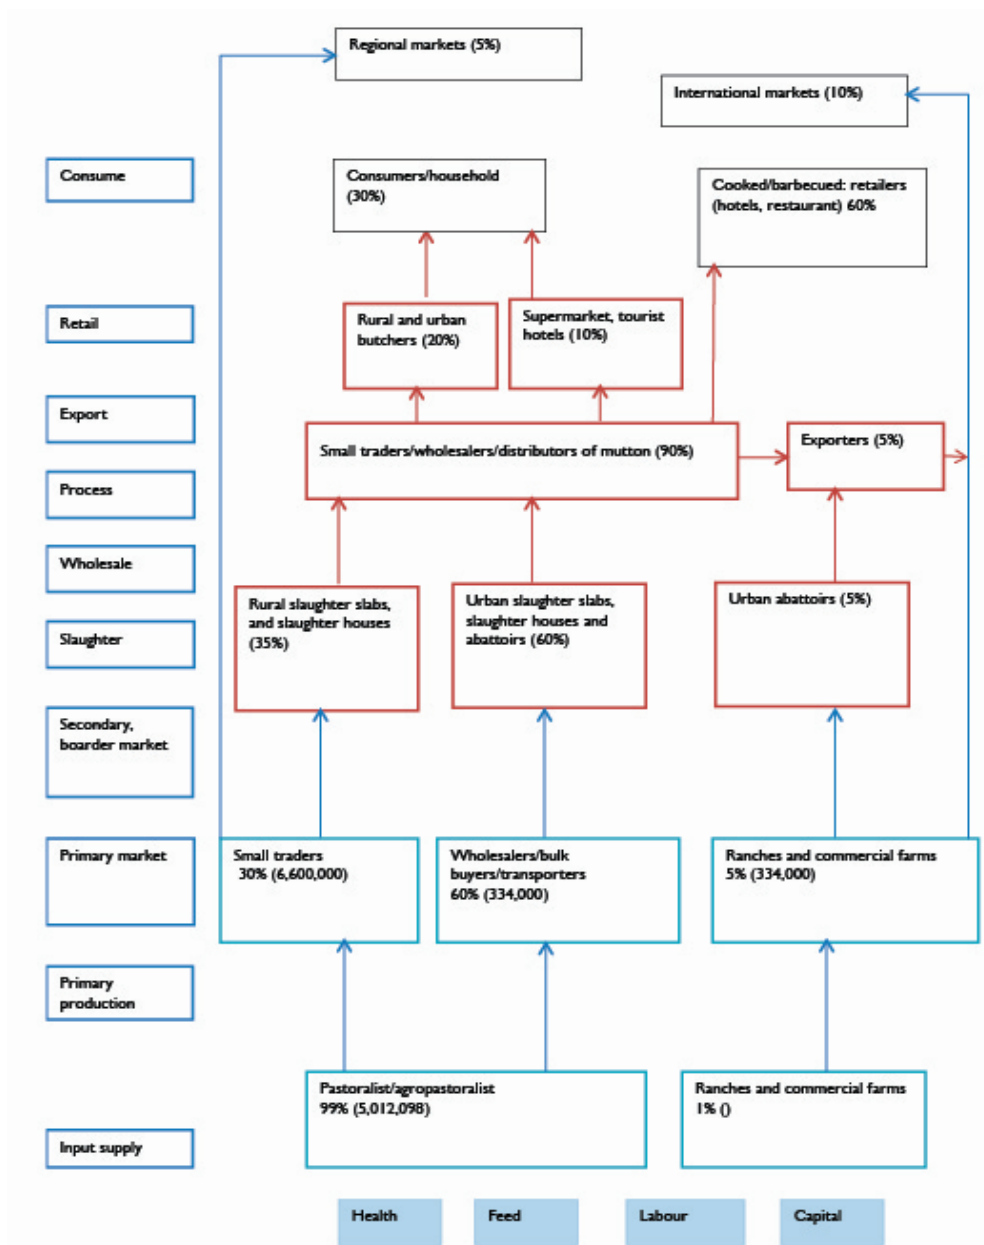 Regional markets (5%)
International markets (10%)
Consume
Consumers/household
(30%)
Cooked/barbecued: retailers
(hotels, restaurant) 60%
Retail
Rural and urban
butchers (20%)
Supermarket, tourist
hotels (10%)
Export
Small traders/wholesalers/distributors of mutton (90%)
Exporters (5%)
Process
Wholesale
Rural slaughter slabs,
and slaughter houses
(35%)
Urban slaughter slabs,
slaughter houses and
abattoirs (60%)
Urban abattoirs (5%)
Slaughter
Secondary,
boarder market
Primary market
Small traders
30% (6,600,000)
Wholesalers/bulk
buyers/transporters
60% (334,000)
Ranches and commercial farms
5% (334,000)
Primary
production
Pastoralist/agropastoralist
99% (5,012,098)
Ranches and commercial farms
1% ()
Input supply
Health
Feed
Labour
Capital